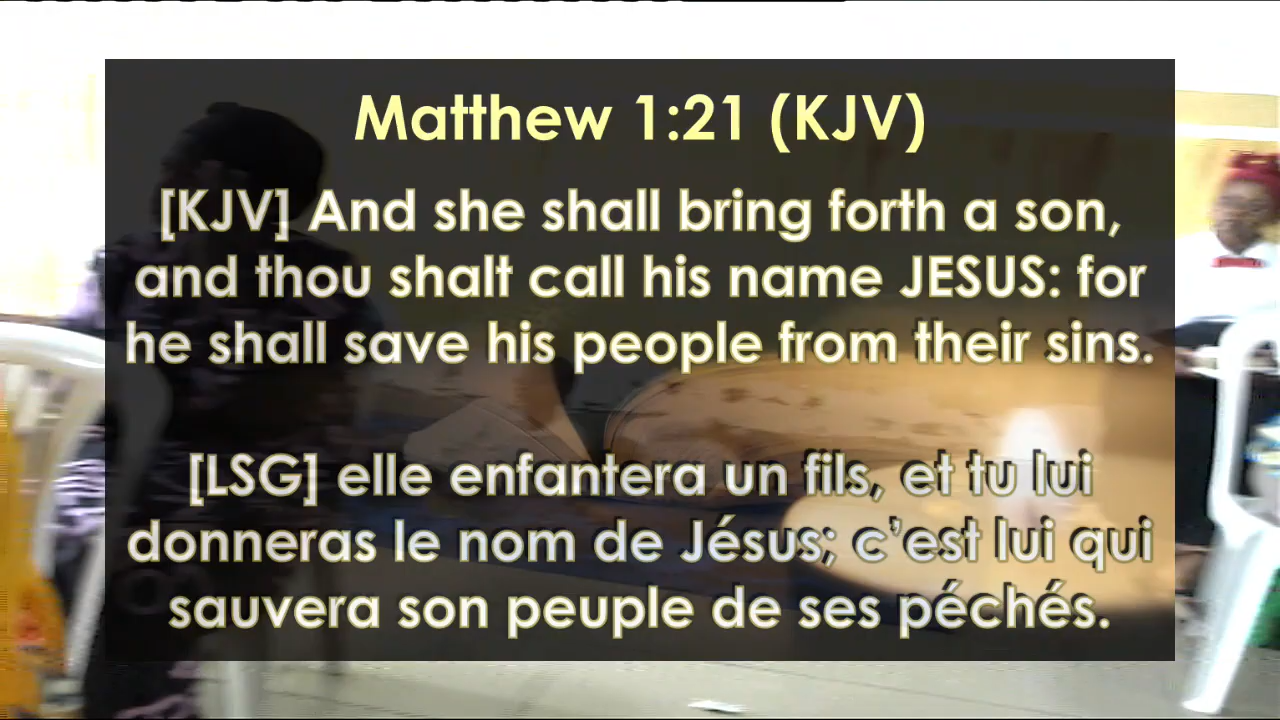 Matthew 1:21 (KJV)
[KJV] And she shall bring forth a son,
and thou shalt call his name JESUS: for
he shall save his people from their sins.
[LSG] elle enfantera un fils, et tu lui
donneras le nom de Jésus; c’est lui qui
sauvera son peuple de ses péchés.